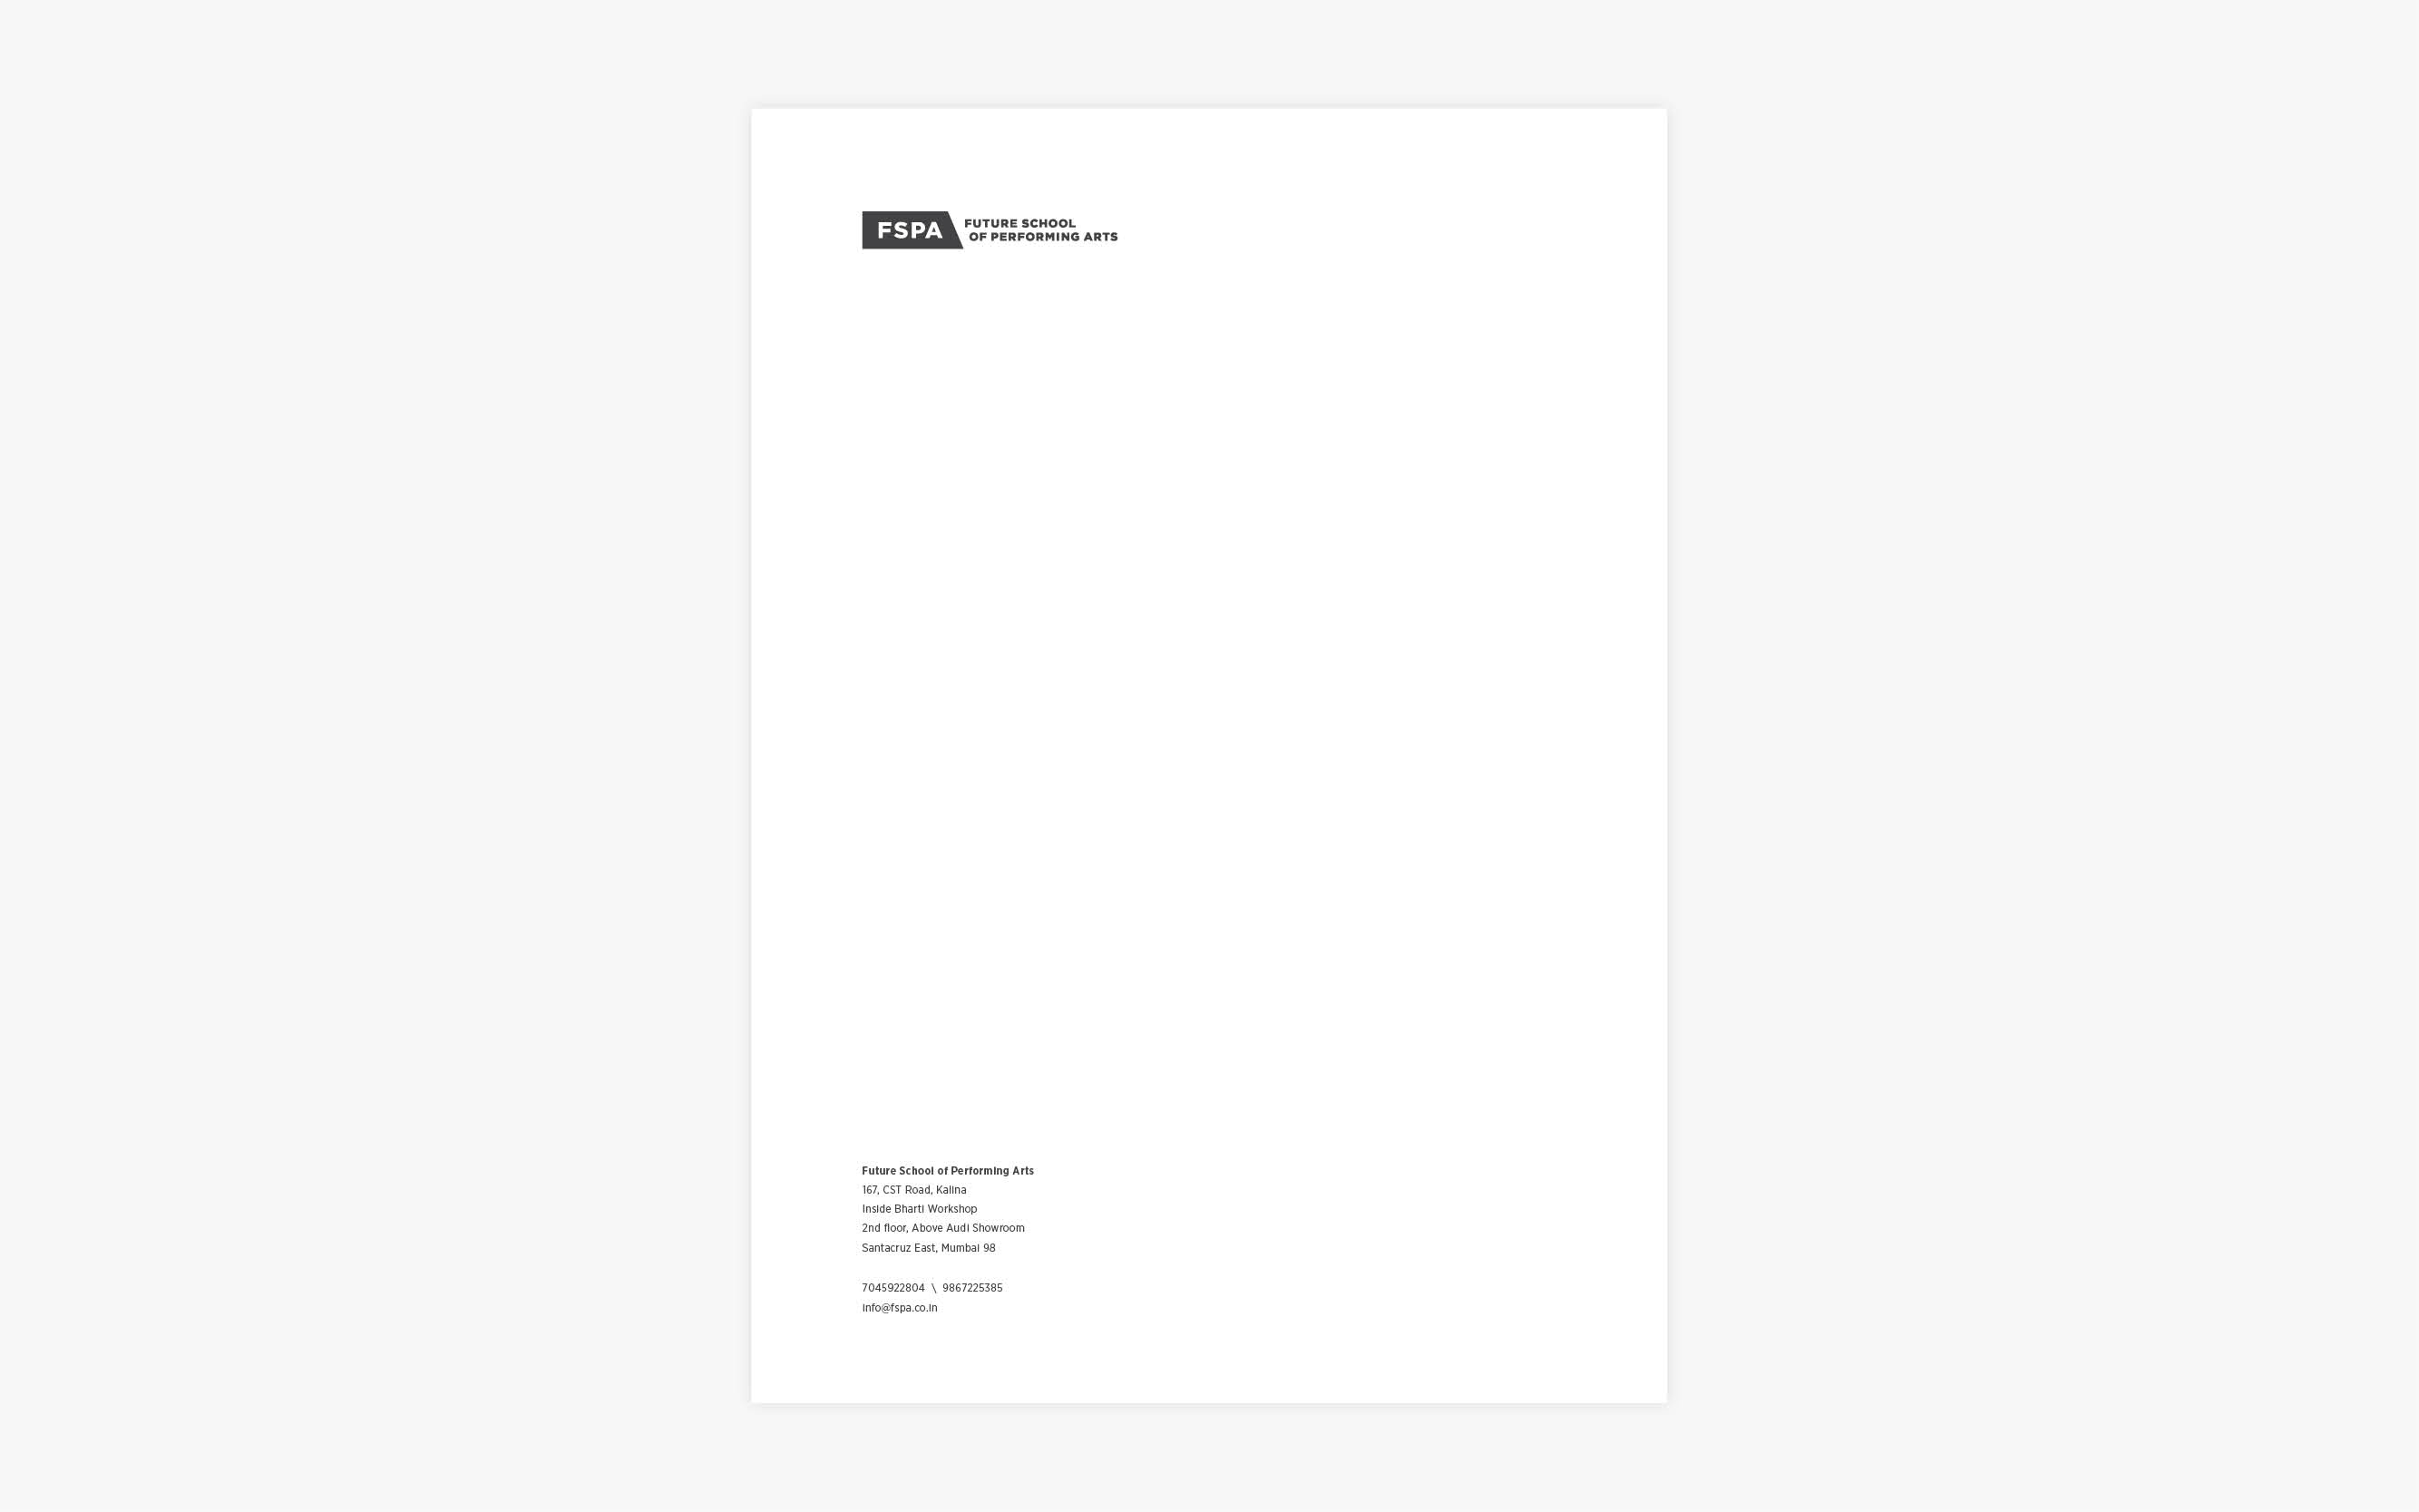 FSPA
FUTURE SCHOOL
OF PERFORMING ARTS
Future School of Performing Arts
167, CST Road, Kalina
Inside Bharti Workshop
2nd floor, Above Audi Showroom
Santacruz East, Mumbai 98
7045922804 \ 9867225385
info@fspa.co.in